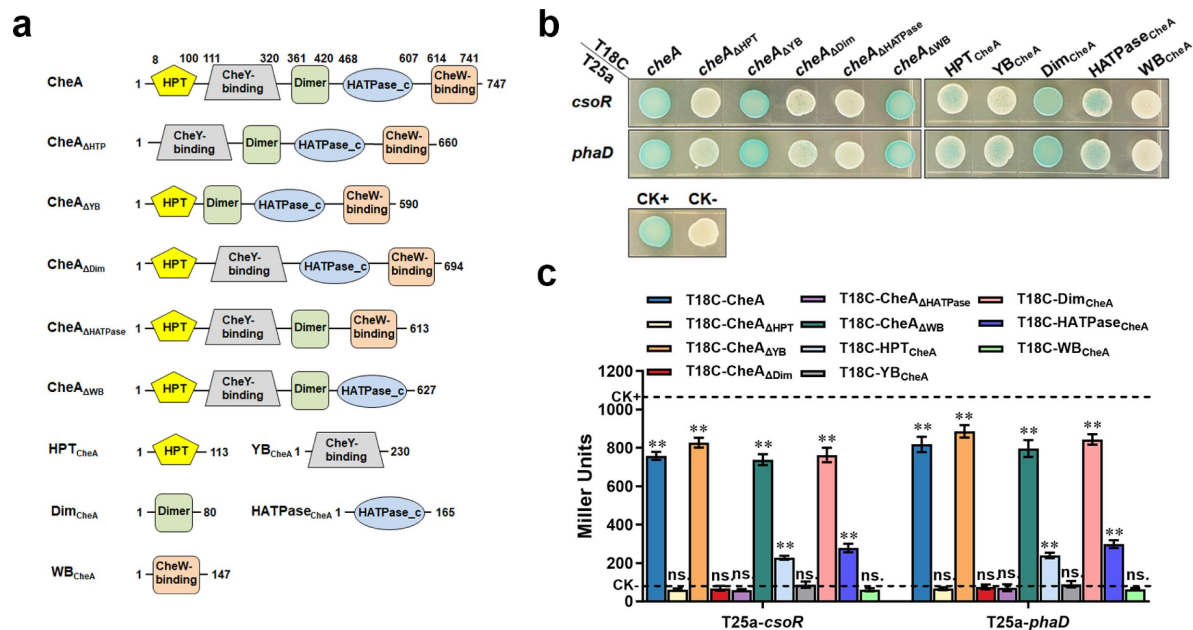 a
8 100 111 320 361 420 468 607 614 741
CheA 1 HPT CheY-binding Dimer HATPase_c CheW-binding 747
CheAΔHTP 1 CheY-binding Dimer HATPase_c CheW-binding 660
CheAΔYB 1 HPT Dimer HATPase_c CheW-binding 590
CheAΔDim 1 HPT CheY-binding HATPase_c CheW-binding 694
CheAΔHATPase 1 HPT CheY-binding Dimer CheW-binding 613
CheAΔWB 1 HPT CheY-binding Dimer HATPase_c 627
HPTCheA 1 HPT 113 YBCheA 1 CheY-binding 230
DimCheA 1 Dimer 80 HATPaseCheA 1 HATPase_c 165
WBCheA 1 CheW-binding 147
b
T18C
T25a
cheA cheAΔHPT cheAΔYB cheAΔDim cheAΔHATPase cheAΔWB HPTCheA YBCheA DimCheA HATPaseCheA WBCheA
csoR
phaD
CK+ CK-
c
T18C-CheA T18C-CheAΔHATPase T18C-DimCheA
T18C-CheAΔHPT T18C-CheAΔWB T18C-HATPaseCheA
T18C-CheAΔYB T18C-HPTCheA T18C-WBCheA
T18C-CheAΔDim T18C-YBCheA
Miller Units
1200
CK+
1000
800
600
400
200
CK-
0
** ns. ** ns. ns. ** ** ns. ** ** ns.
** ns. ** ns. ns. ** ** ns. ** ** ns.
T25a-csoR T25a-phaD